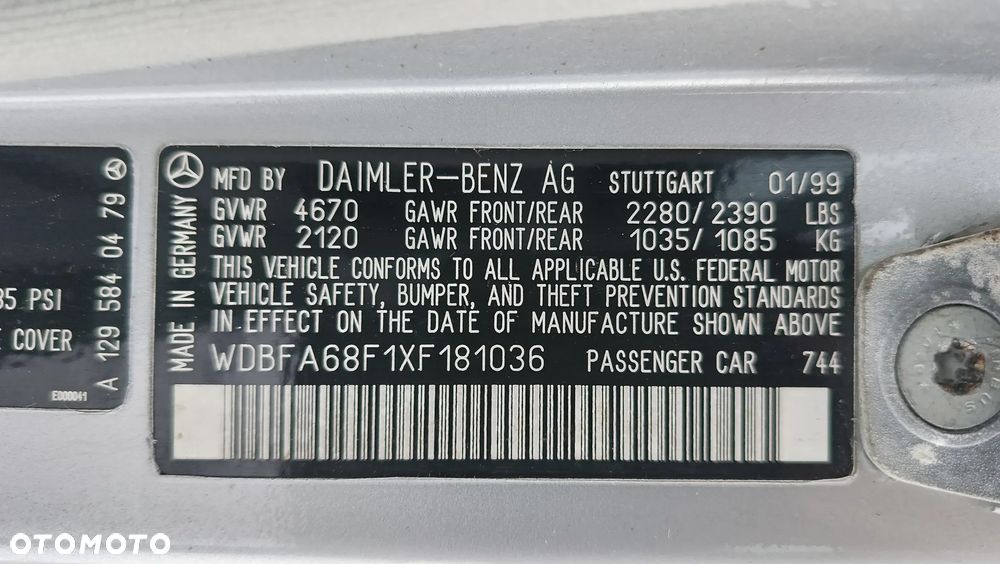 85 PSI
E COVER
A 129 584 04 79
E000041
MADE IN GERMANY
MFD BY DAIMLER-BENZ AG STUTTGART 01/99
GVWR 4670 GAWR FRONT/REAR 2280/2390 LBS
GVWR 2120 GAWR FRONT/REAR 1035/1085 KG
THIS VEHICLE CONFORMS TO ALL APPLICABLE U.S. FEDERAL MOTOR
VEHICLE SAFETY, BUMPER, AND THEFT PREVENTION STANDARDS
IN EFFECT ON THE DATE OF MANUFACTURE SHOWN ABOVE
WDBFA68F1XF181036 PASSENGER CAR 744
OTOMOTO